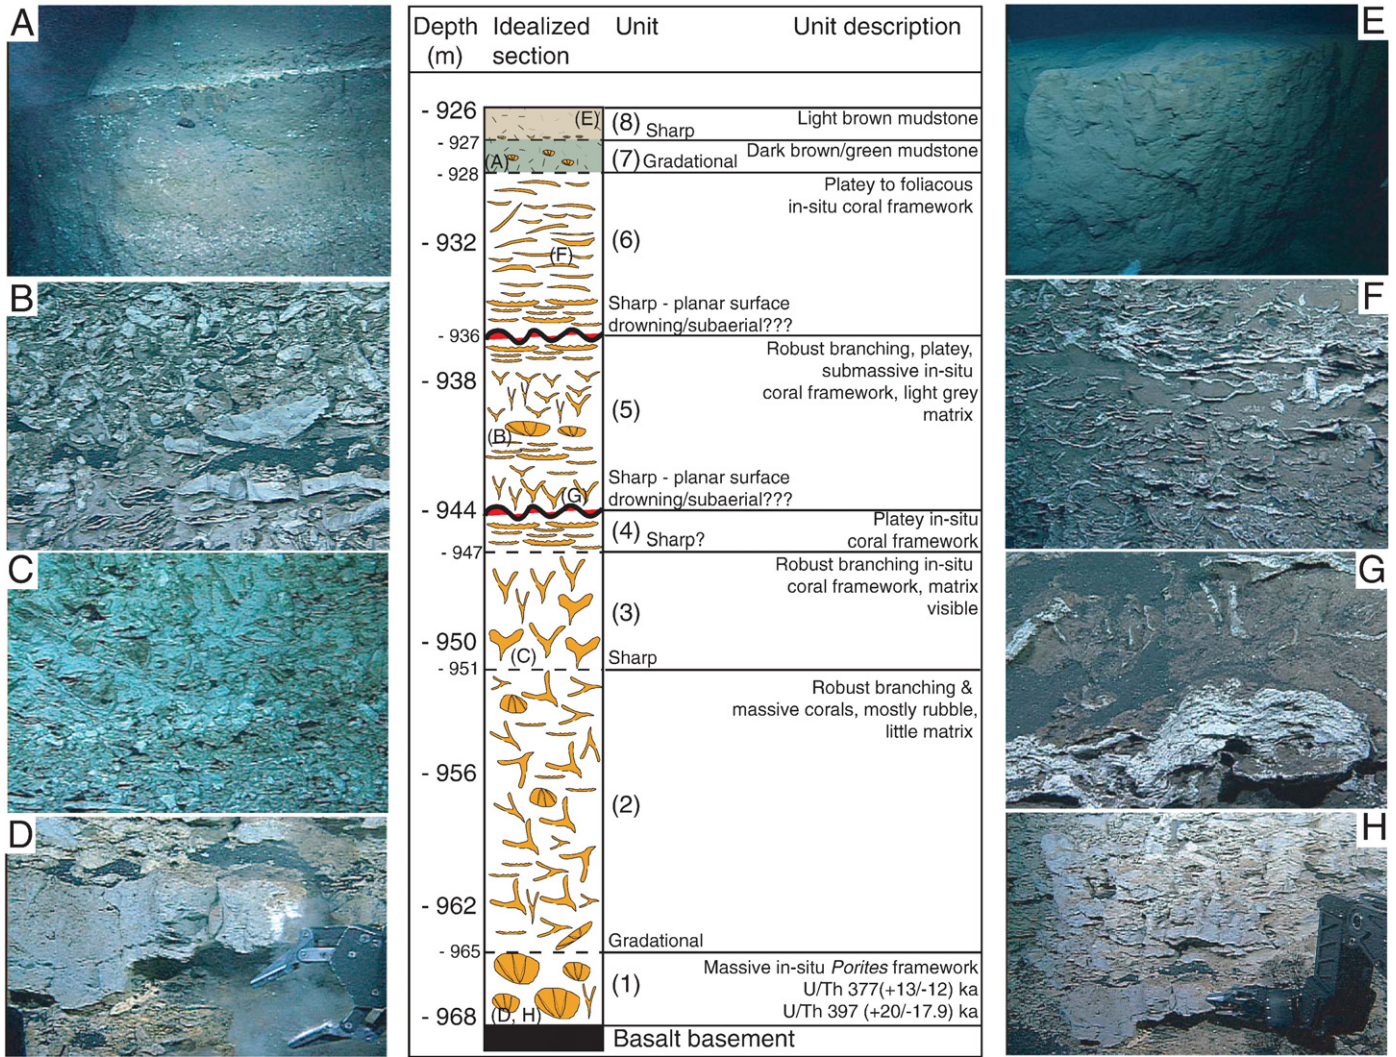 A
B
C
D
Depth (m)
Idealized section
Unit
Unit description
- 926
(E)
(8) Sharp
Light brown mudstone
- 927
(A)
(7) Gradational
Dark brown/green mudstone
- 928
Platey to foliacous
in-situ coral framework
- 932
(6)
(F)
Sharp - planar surface
drowning/subaerial???
- 936
Robust branching, platey,
submassive in-situ
coral framework, light grey
matrix
- 938
(5)
(B)
Sharp - planar surface
drowning/subaerial???
(G)
- 944
Platey in-situ
coral framework
(4) Sharp?
- 947
Robust branching in-situ
coral framework, matrix
visible
(3)
- 950
(C)
Sharp
- 951
Robust branching &
massive corals, mostly rubble,
little matrix
- 956
(2)
- 962
Gradational
- 965
Massive in-situ Porites framework
U/Th 377(+13/-12) ka
U/Th 397 (+20/-17.9) ka
(1)
(D, H)
- 968
Basalt basement
E
F
G
H